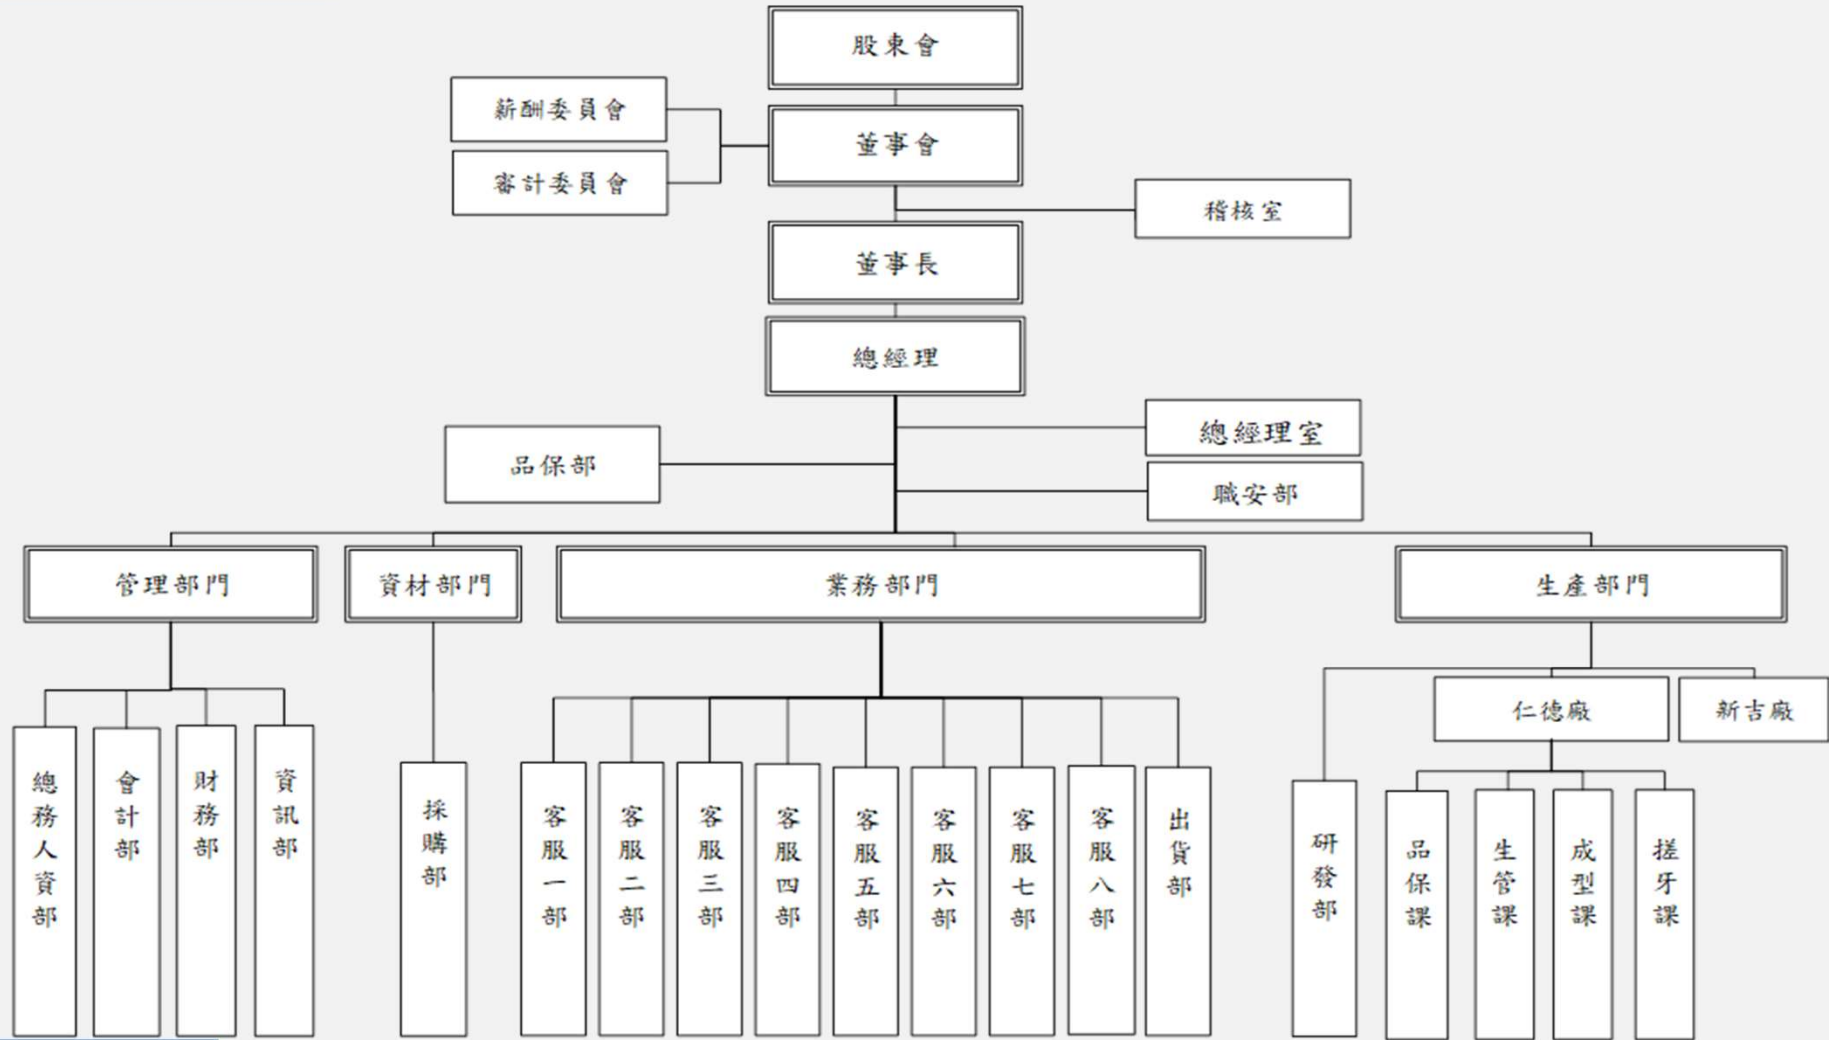 股東會
薪酬委員會
董事會
審計委員會
稽核室
董事長
總經理
總經理室
品保部
職安部
管理部門
資材部門
業務部門
生產部門
仁德廠
新吉廠
總務人資部
會計部
財務部
資訊部
採購部
客服一部
客服二部
客服三部
客服四部
客服五部
客服六部
客服七部
客服八部
出貨部
研發部
品保課
生管課
成型課
搓牙課